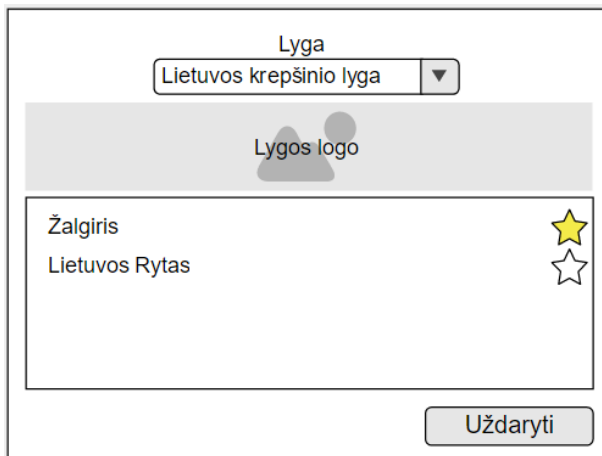 Lyga
Lietuvos krepšinio lyga
Lygos logo
Žalgiris
Lietuvos Rytas
Uždaryti